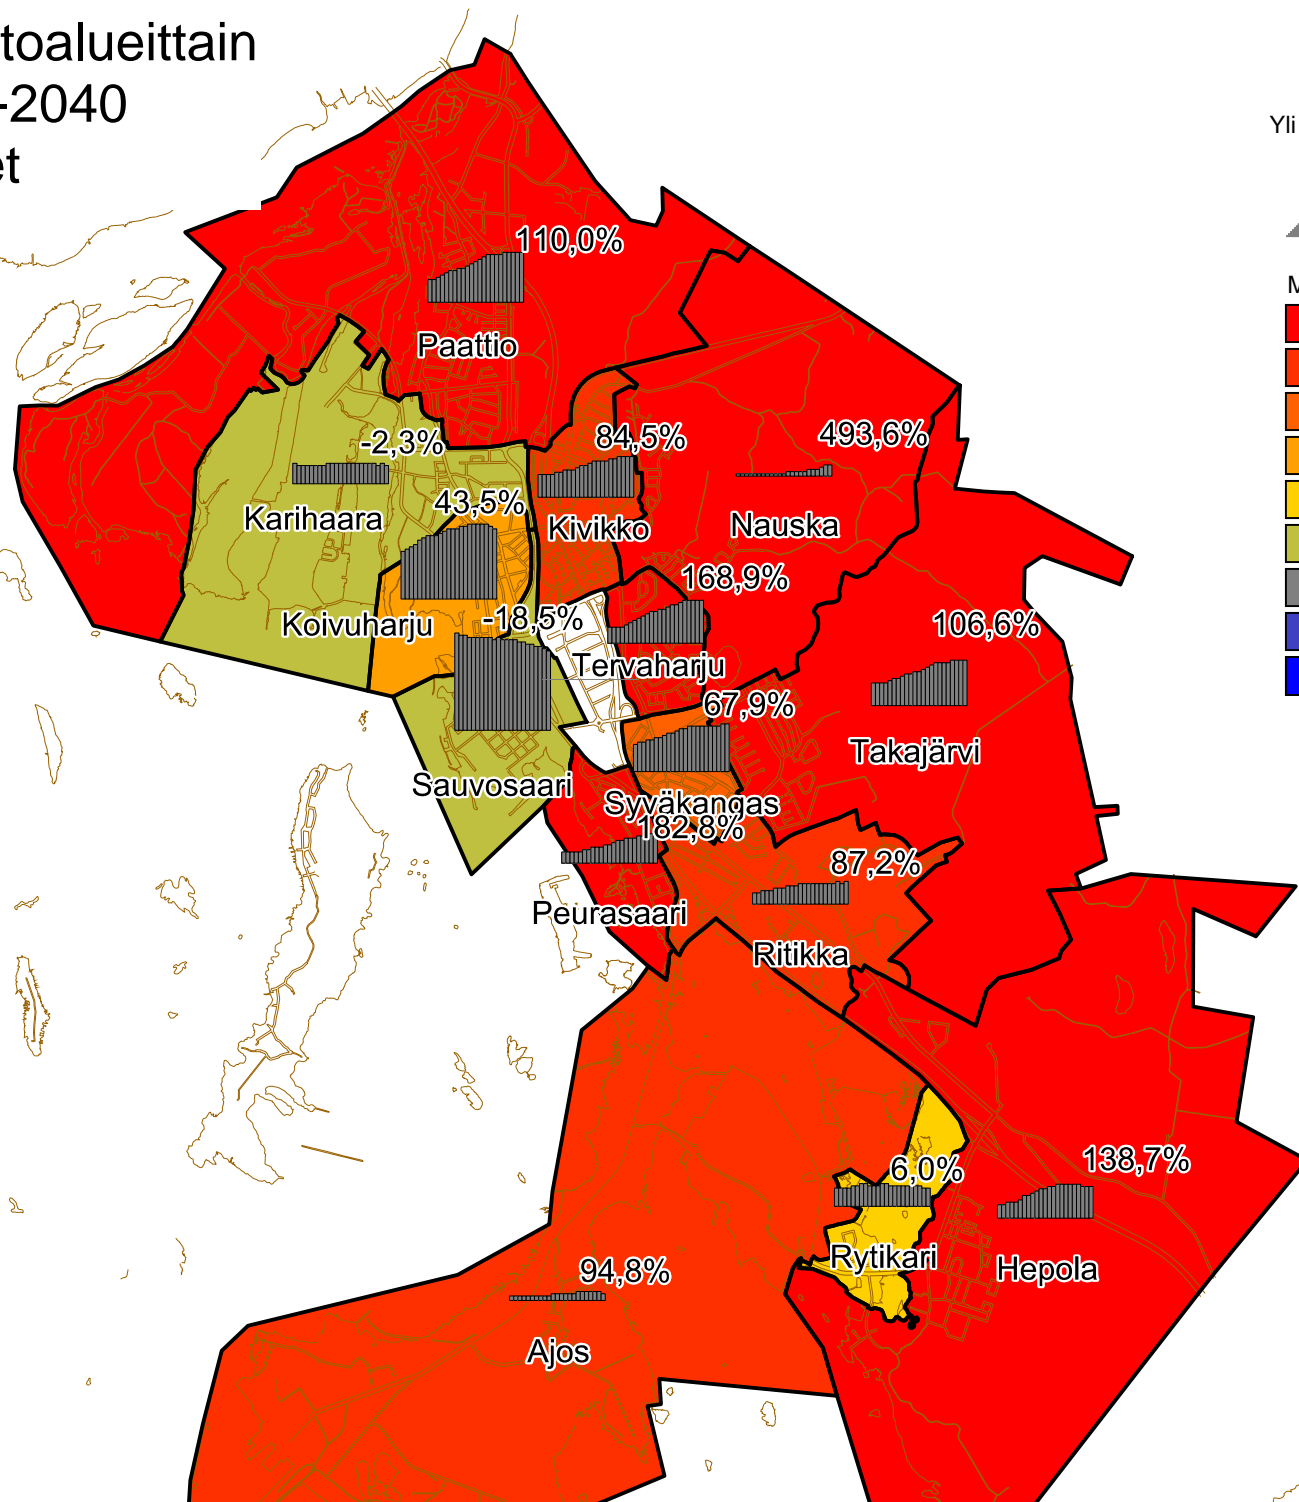 toalueittain
-2040
et
Yli
M
110,0%
Paattio
-2,3%
84,5%
493,6%
Karihaara
43,5%
Kivikko
Nauska
168,9%
Koivuharju
-18,5%
106,6%
Tervaharju
67,9%
Takajärvi
Sauvosaari
Syväkangas
182,8%
87,2%
Peurasaari
Ritikka
138,7%
6,0%
Rytikari
Hepola
94,8%
Ajos